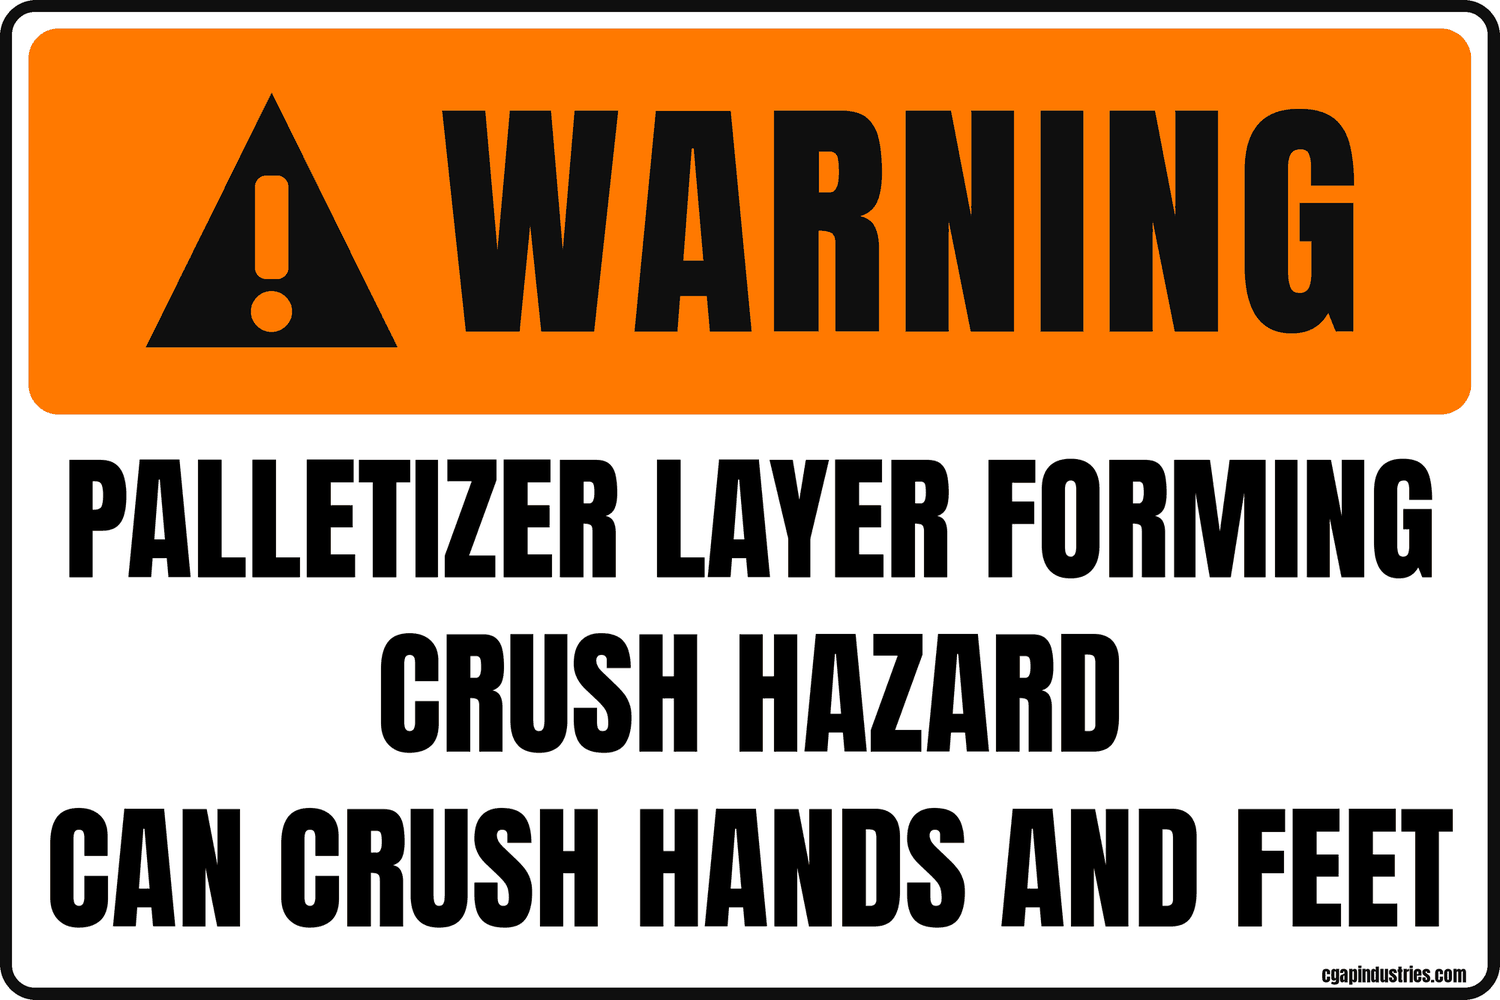 WARNING
PALLETIZER LAYER FORMING
CRUSH HAZARD
CAN CRUSH HANDS AND FEET
cgapindustries.com